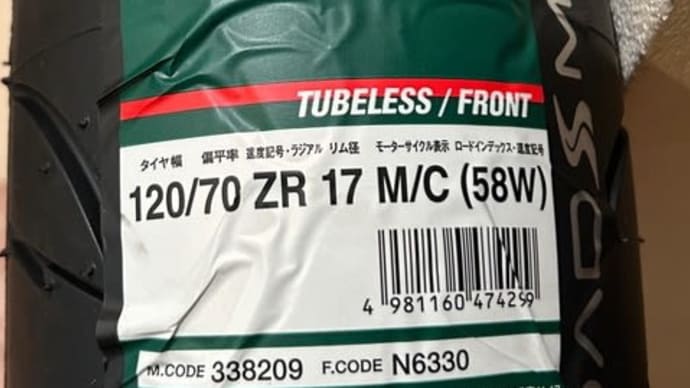 TUBELESS / FRONT
タイヤ幅 偏平率 速度記号・ラジアル リム径 モーターサイクル表示 ロードインデックス・速度記号
120/70 ZR 17 M/C (58W)
4 981160 474299
M.CODE 338209 F.CODE N6330